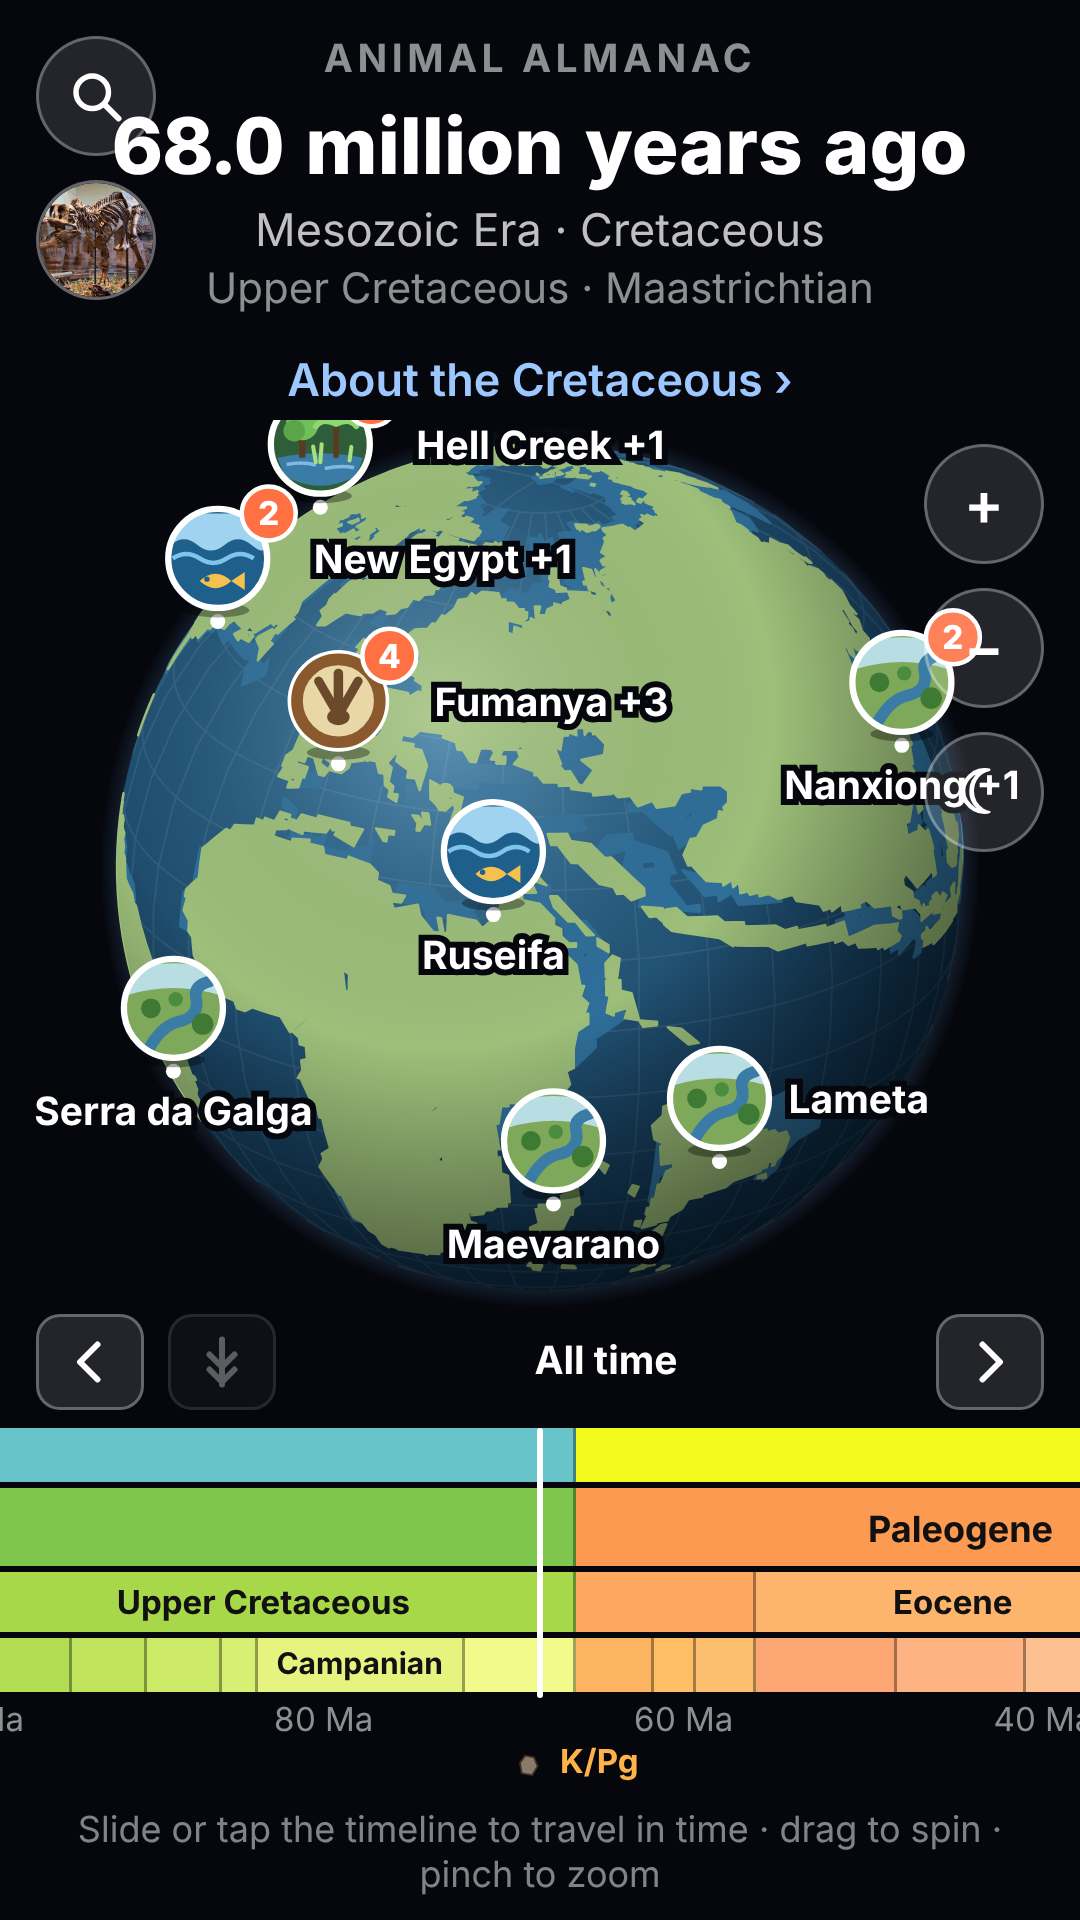 ANIMAL ALMANAC
68.0 million years ago
Mesozoic Era · Cretaceous
Upper Cretaceous · Maastrichtian
About the Cretaceous ›
Hell Creek +1
2
New Egypt +1
4
Fumanya +3
2
Nanxiong +1
Ruseifa
Serra da Galga
Lameta
Maevarano
All time
Paleogene
Upper Cretaceous
Eocene
Campanian
80 Ma
60 Ma
K/Pg
Slide or tap the timeline to travel in time · drag to spin ·
pinch to zoom